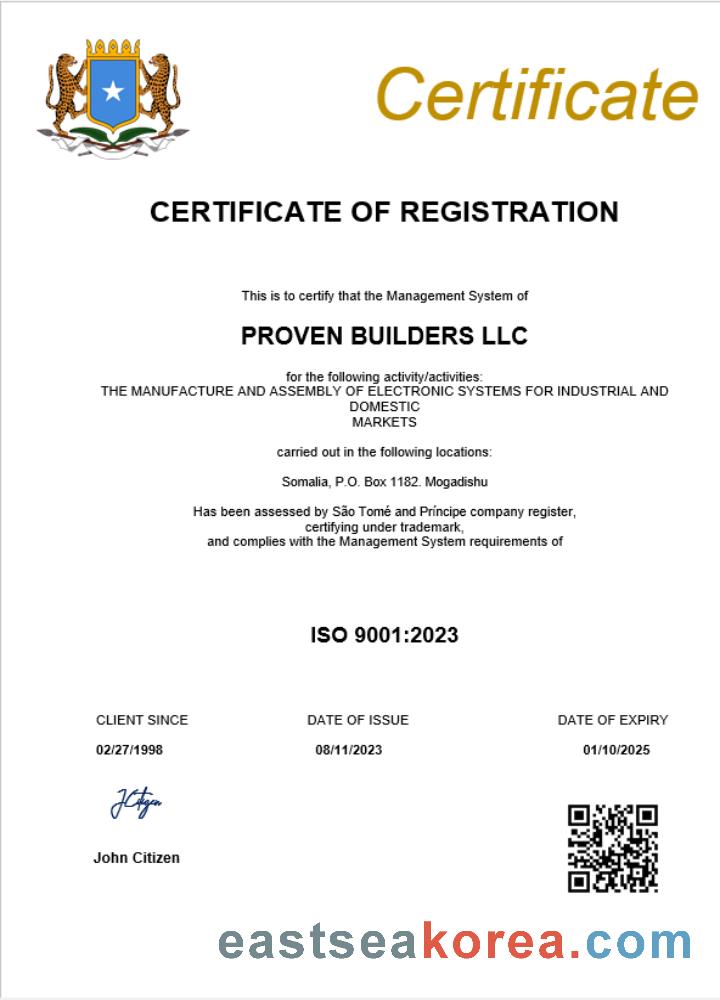 Certificate
CERTIFICATE OF REGISTRATION
This is to certify that the Management System of
PROVEN BUILDERS LLC
for the following activity/activities:
THE MANUFACTURE AND ASSEMBLY OF ELECTRONIC SYSTEMS FOR INDUSTRIAL AND
DOMESTIC
MARKETS
carried out in the following locations:
Somalia, P.O. Box 1182. Mogadishu
Has been assessed by São Tomé and Príncipe company register,
certifying under trademark,
and complies with the Management System requirements of
ISO 9001:2023
CLIENT SINCE DATE OF ISSUE DATE OF EXPIRY
02/27/1998 08/11/2023 01/10/2025
JCitizen
John Citizen
eastseakorea.com